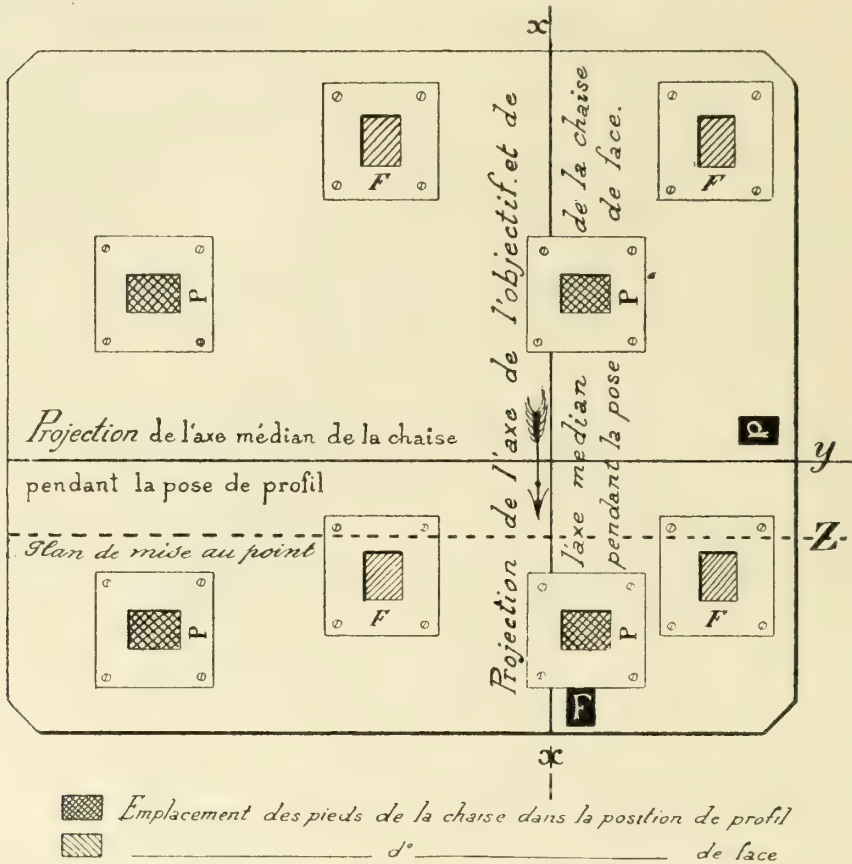 x
F
F
Projection de l'axe de l'objectif et de
l'axe median de la chaise
pendant la pose de face.
P
P
d
Projection de l'axe médian de la chaise
y
pendant la pose de profil
Z
Plan de mise au point
F
F
P
P
F
x
Emplacement des pieds de la chaise dans la position de profil
d° de face